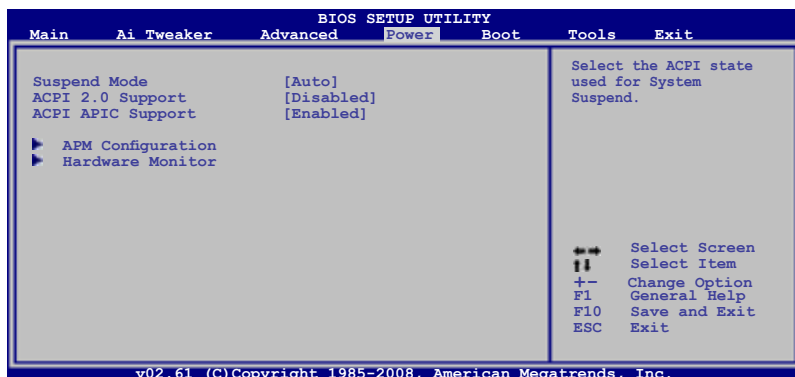 BIOS SETUP UTILITY
Main Ai Tweaker Advanced Power Boot Tools Exit
Suspend Mode [Auto]
ACPI 2.0 Support [Disabled]
ACPI APIC Support [Enabled]
APM Configuration
Hardware Monitor
Select the ACPI state
used for System
Suspend.
Select Screen
Select Item
+- Change Option
F1 General Help
F10 Save and Exit
ESC Exit
v02.61 (C)Copyright 1985-2008, American Megatrends, Inc.